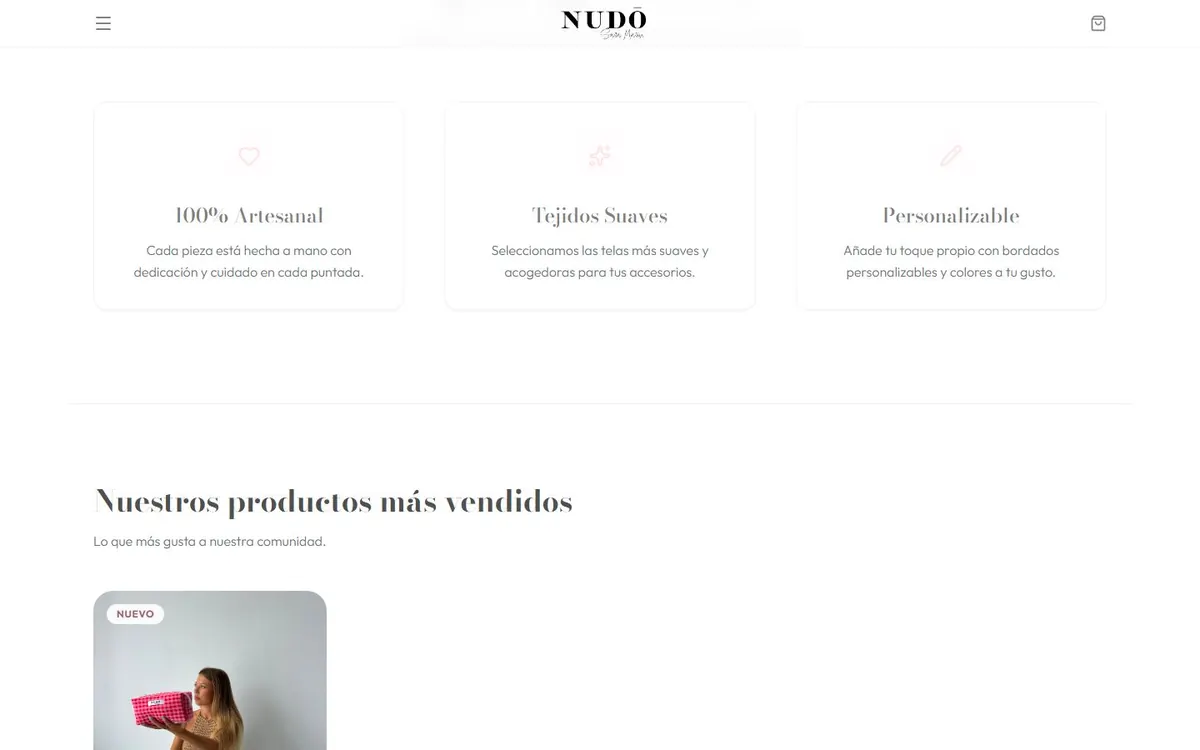 NUDŌ
100% Artesanal
Cada pieza está hecha a mano con
dedicación y cuidado en cada puntada.
Tejidos Suaves
Seleccionamos las telas más suaves y
acogedoras para tus accesorios.
Personalizable
Añade tu toque propio con bordados
personalizables y colores a tu gusto.
Nuestros productos más vendidos
Lo que más gusta a nuestra comunidad.
NUEVO